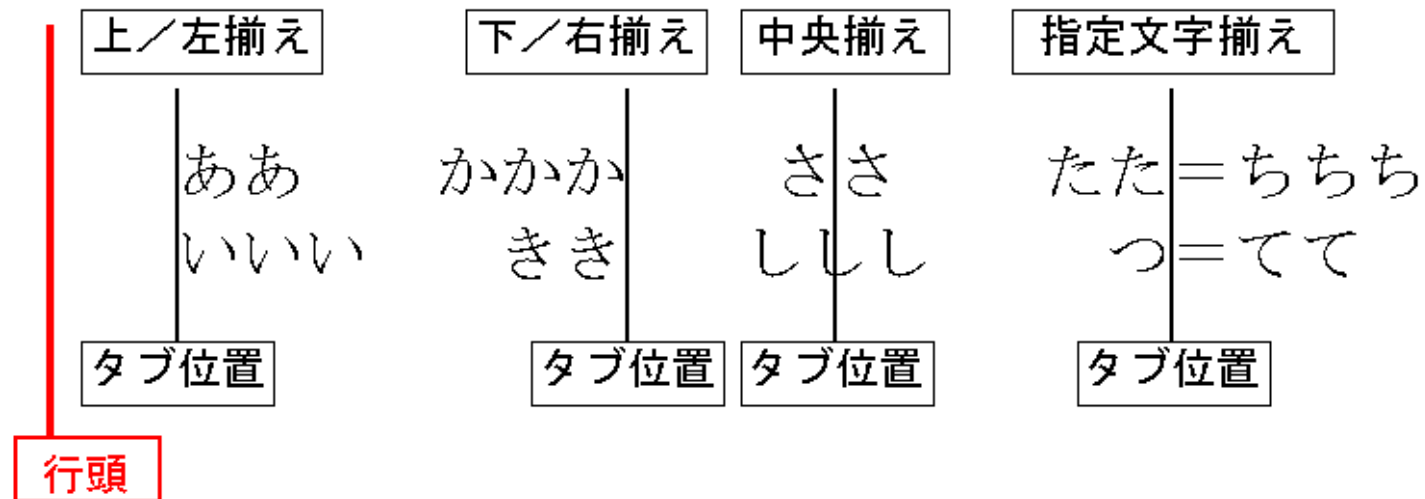 上／左揃え 下／右揃え 中央揃え 指定文字揃え
ああ かかか ささ たた＝ちちち
いいい きき ししし つ＝てて
タブ位置 タブ位置 タブ位置 タブ位置
行頭